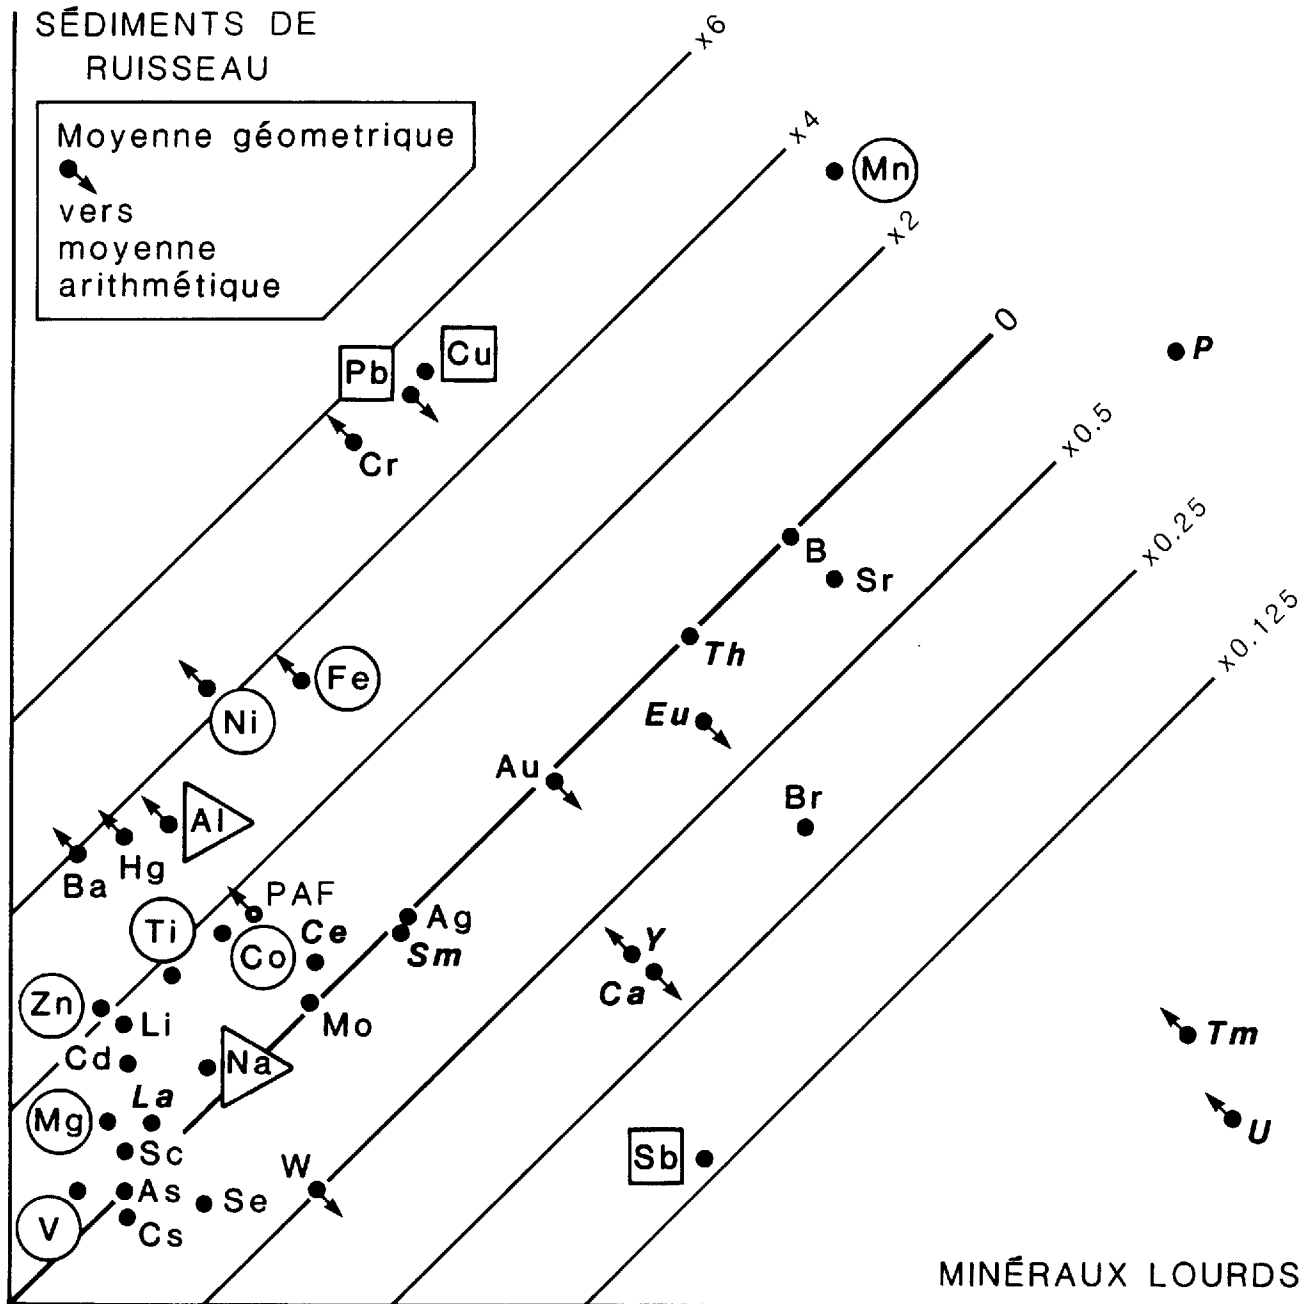 SÉDIMENTS DE
RUISSEAU
Moyenne géometrique
vers
moyenne
arithmétique
x6
x4
Mn
x2
0
P
Pb
Cu
Cr
x0.5
x0.25
x0.125
B
Sr
Th
Fe
Ni
Eu
Au
Br
Al
Hg
Ba
PAF
Ti
Co
Ce
Ag
Sm
Y
Ca
Zn
Li
Mo
Tm
Cd
Na
La
Mg
U
Sc
Sb
W
As
Se
V
Cs
MINÉRAUX LOURDS